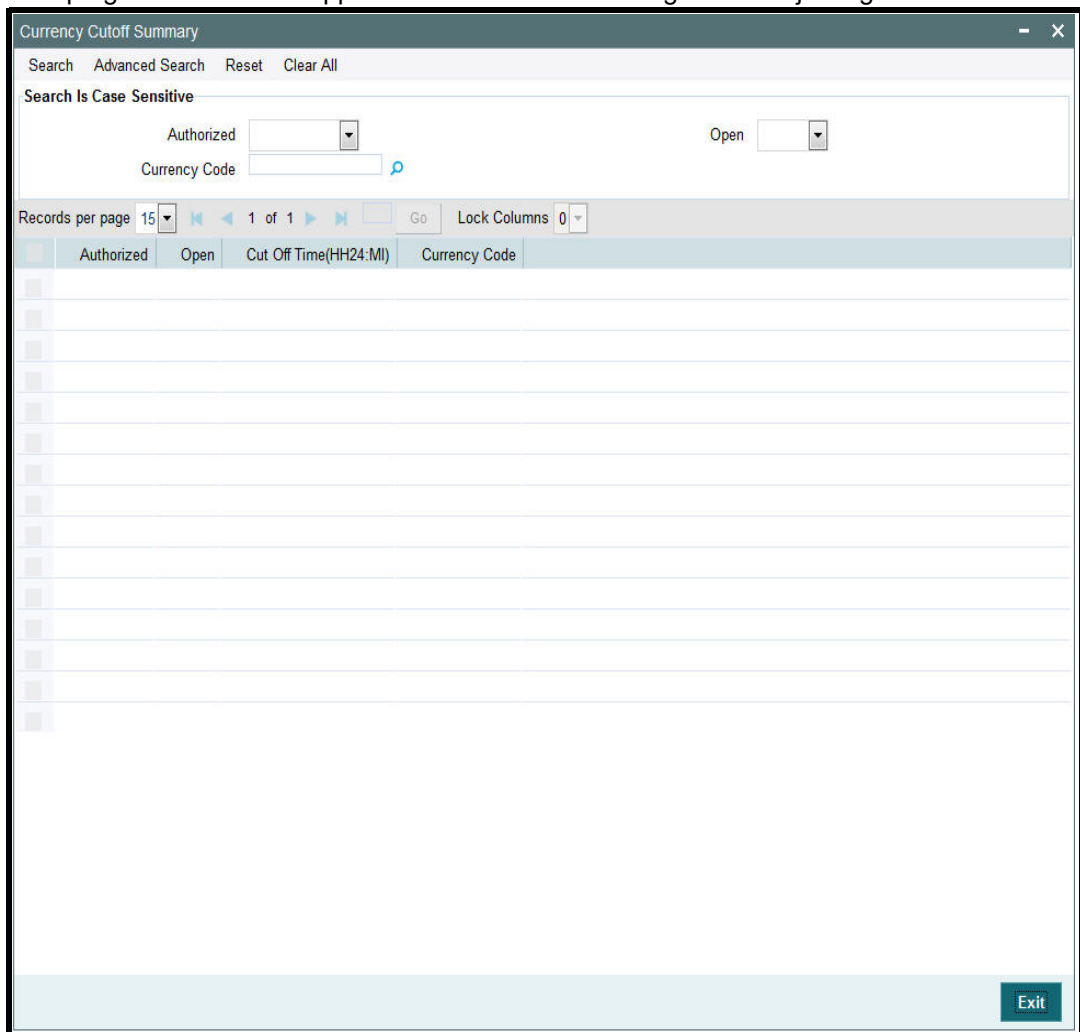 Currency Cutoff Summary
Search Advanced Search Reset Clear All
Search Is Case Sensitive
Authorized Open
Currency Code
Records per page 15 1 of 1 Go Lock Columns 0
Authorized Open Cut Off Time(HH24:MI) Currency Code
Exit